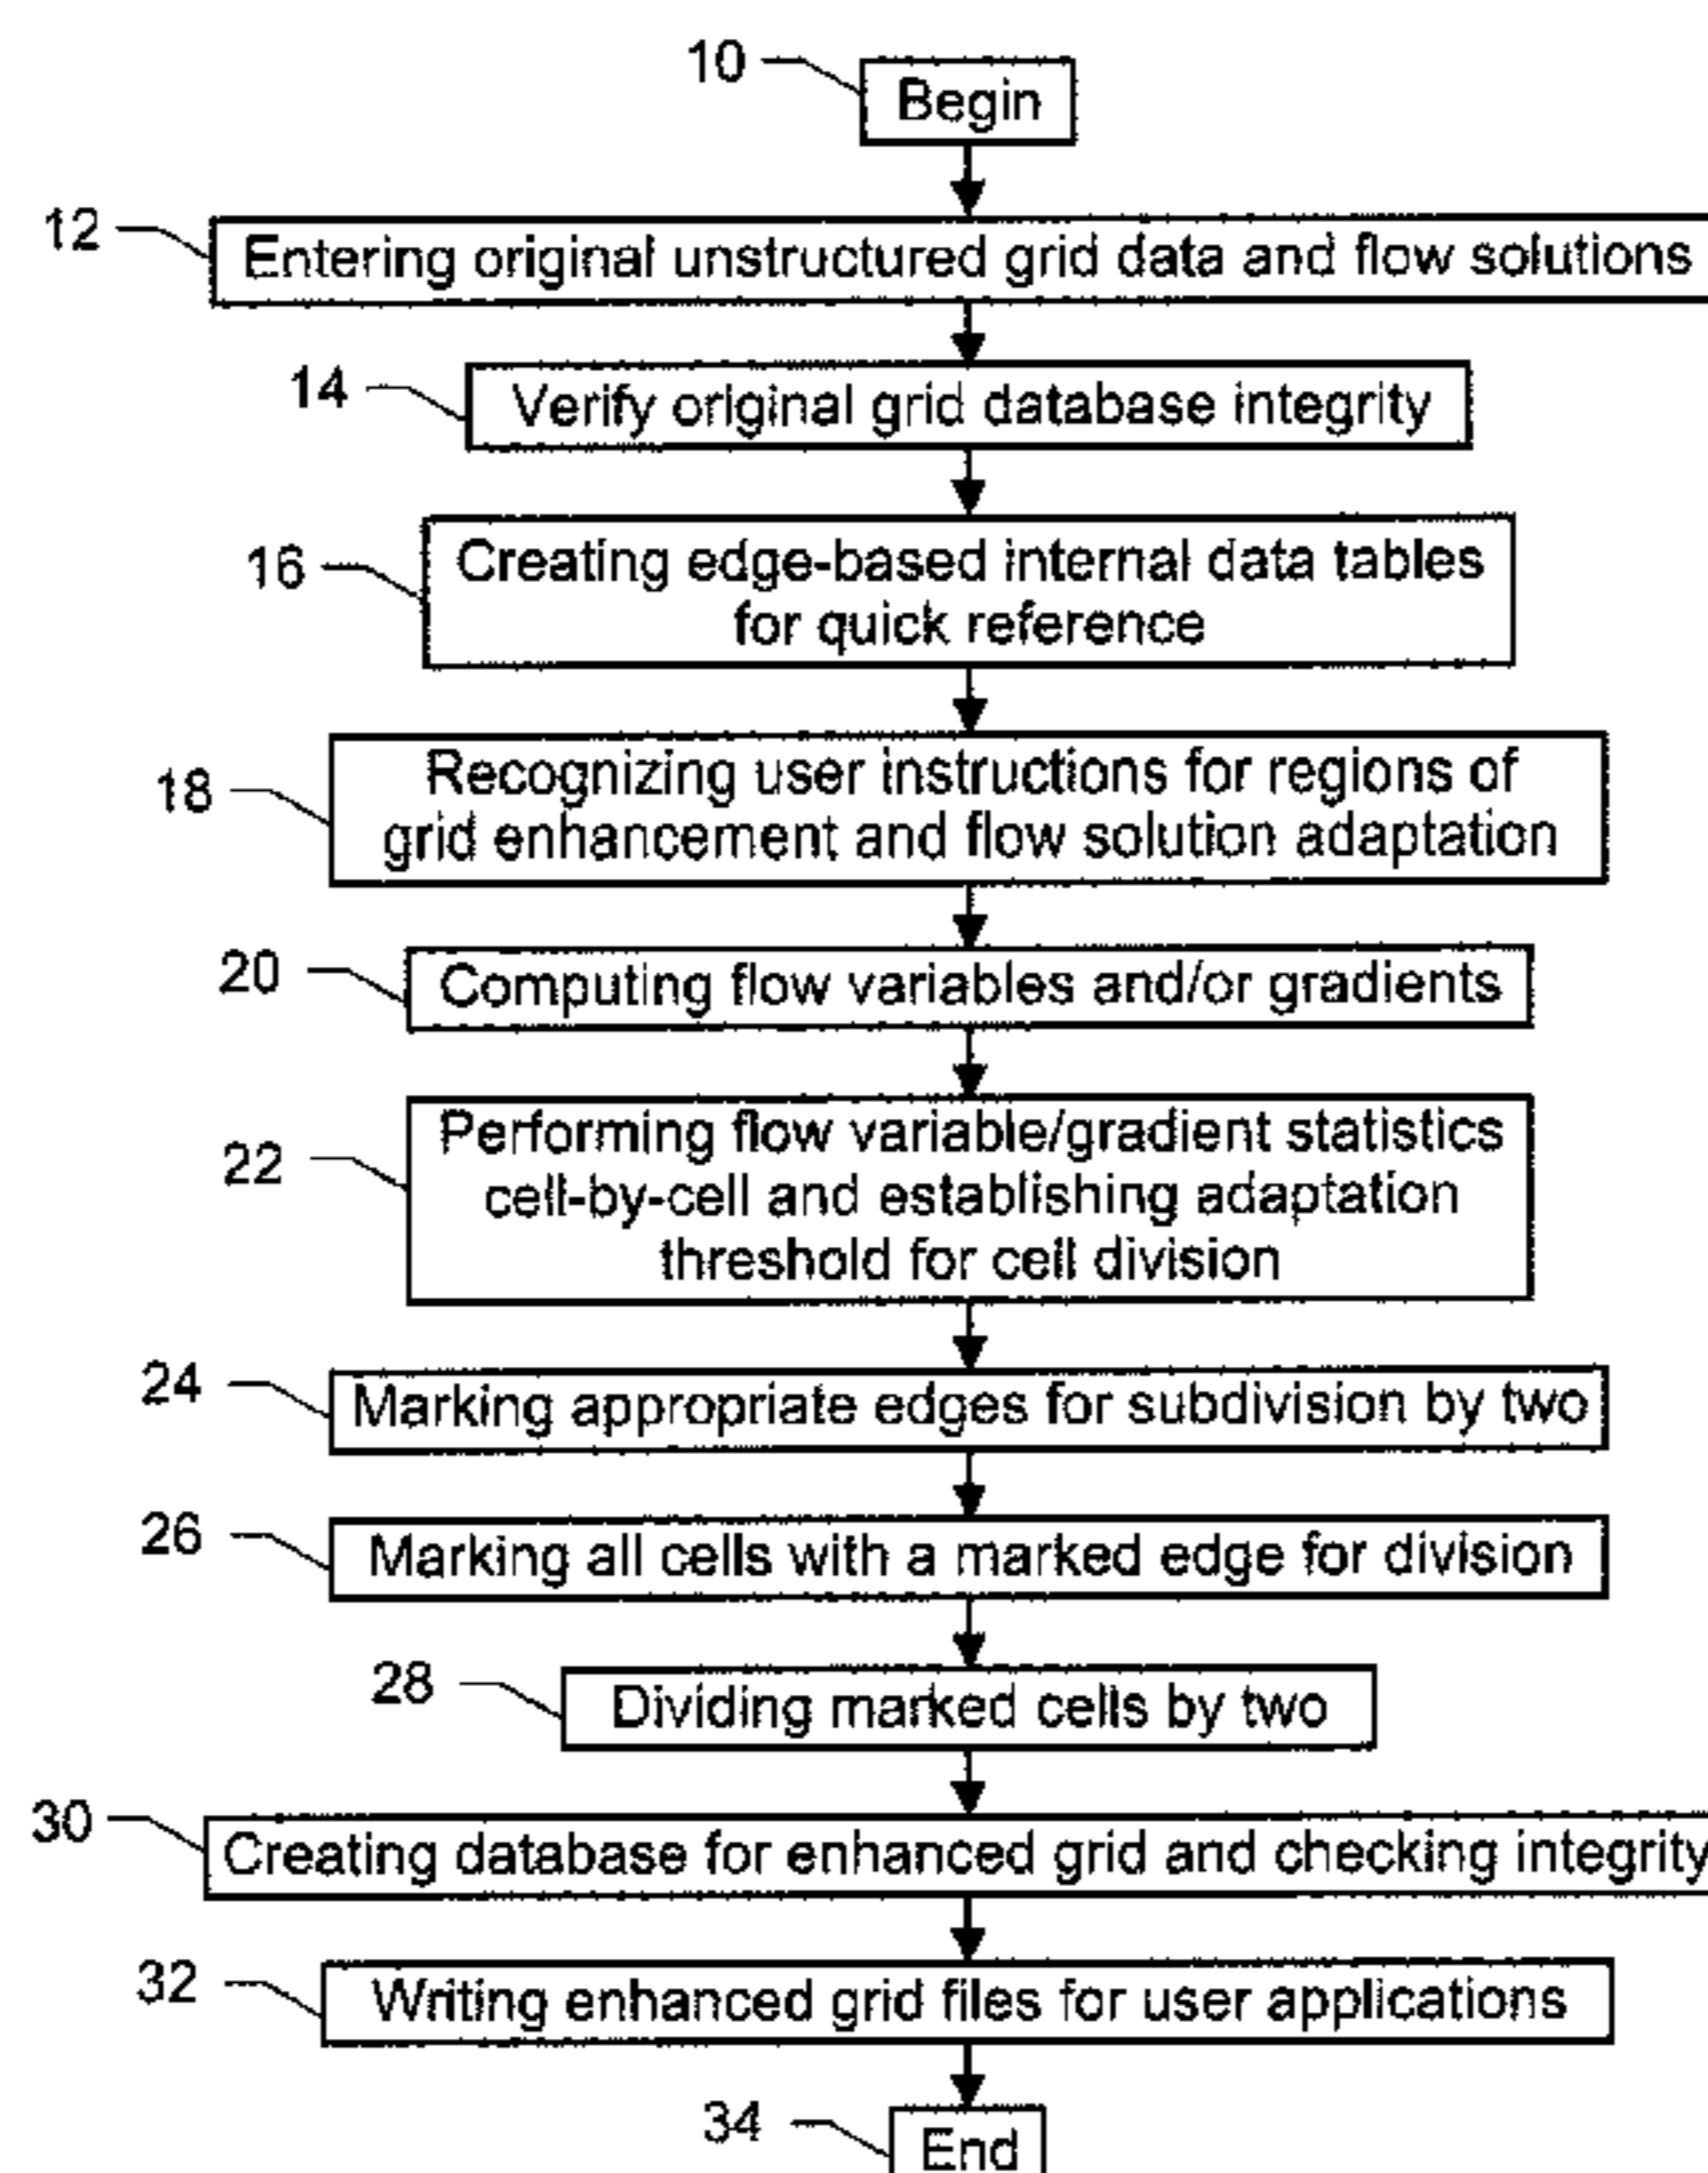 10
Begin
12
Entering original unstructured grid data and flow solutions
14
Verify original grid database integrity
16
Creating edge-based internal data tables
for quick reference
18
Recognizing user instructions for regions of
grid enhancement and flow solution adaptation
20
Computing flow variables and/or gradients
22
Performing flow variable/gradient statistics
cell-by-cell and establishing adaptation
threshold for cell division
24
Marking appropriate edges for subdivision by two
26
Marking all cells with a marked edge for division
28
Dividing marked cells by two
30
Creating database for enhanced grid and checking integrity
32
Writing enhanced grid files for user applications
34
End